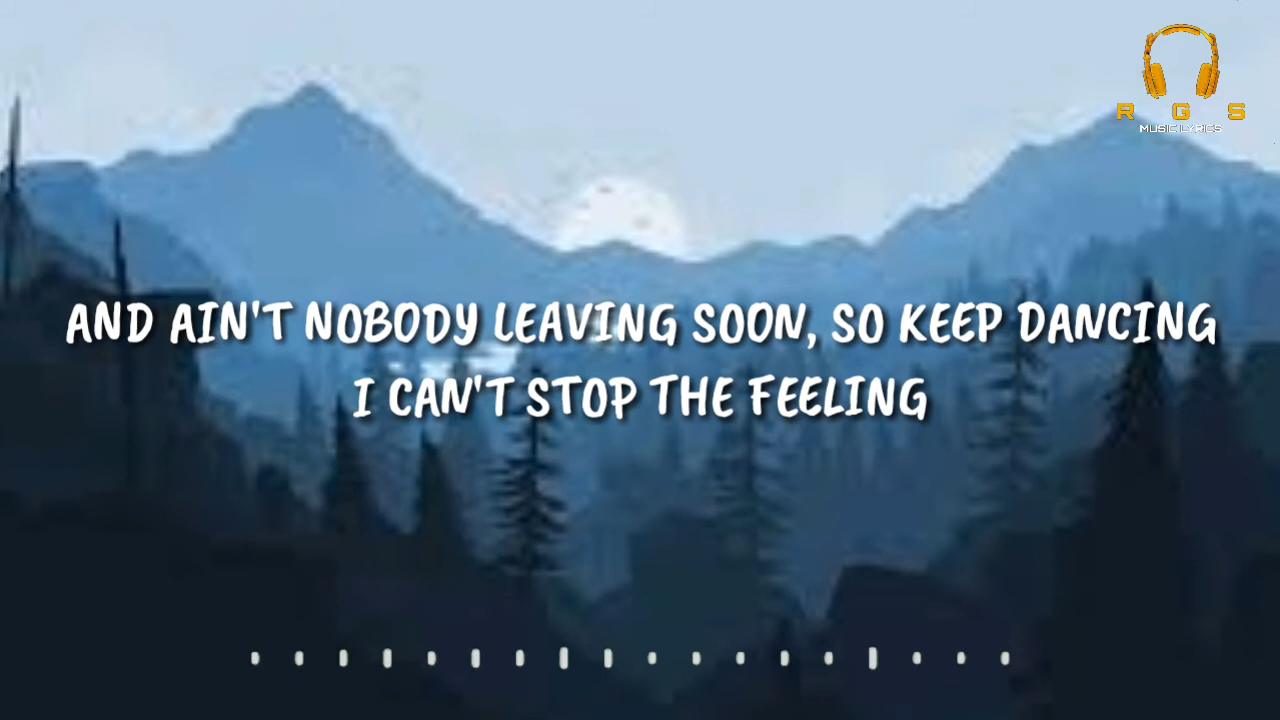 R G S
MUSIC LYRICS
AND AIN'T NOBODY LEAVING SOON, SO KEEP DANCING
I CAN'T STOP THE FEELING